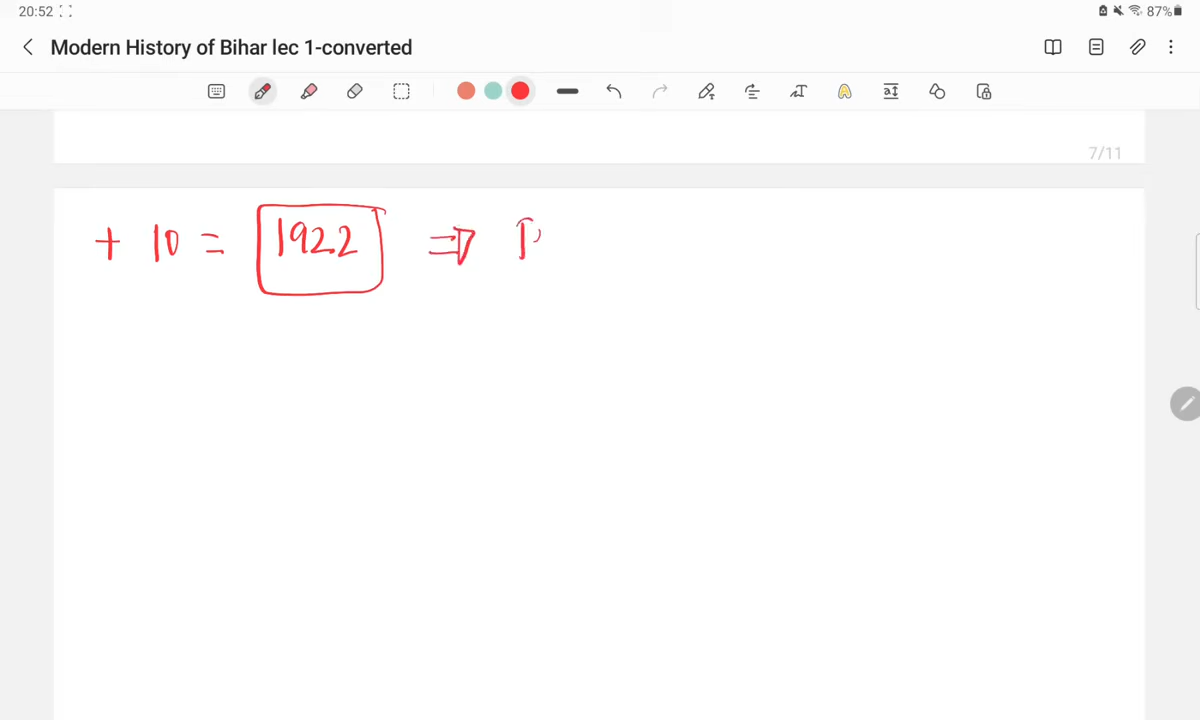 20:52
87%
Modern History of Bihar lec 1-converted
7/11
+ 10 = 1922 ⇒